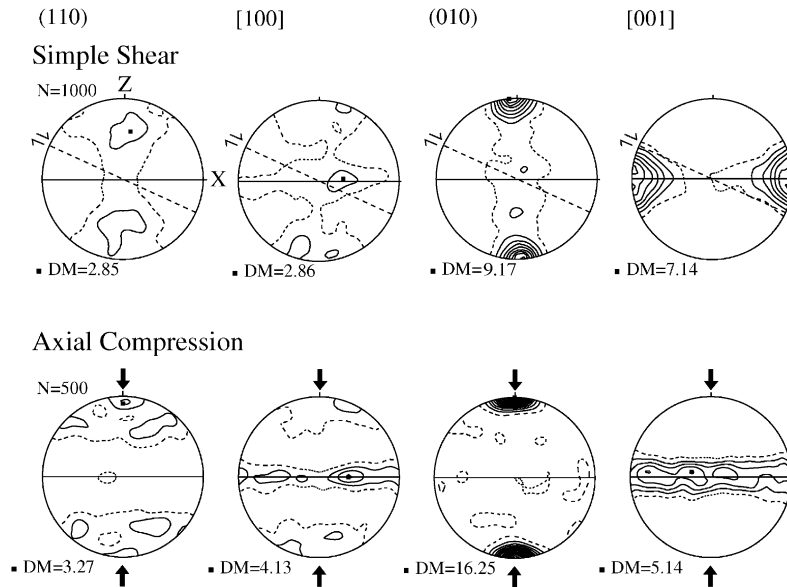 (110) [100] (010) [001]
Simple Shear
N=1000 Z
X
DM=2.85 DM=2.86 DM=9.17 DM=7.14
Axial Compression
N=500
DM=3.27 DM=4.13 DM=16.25 DM=5.14